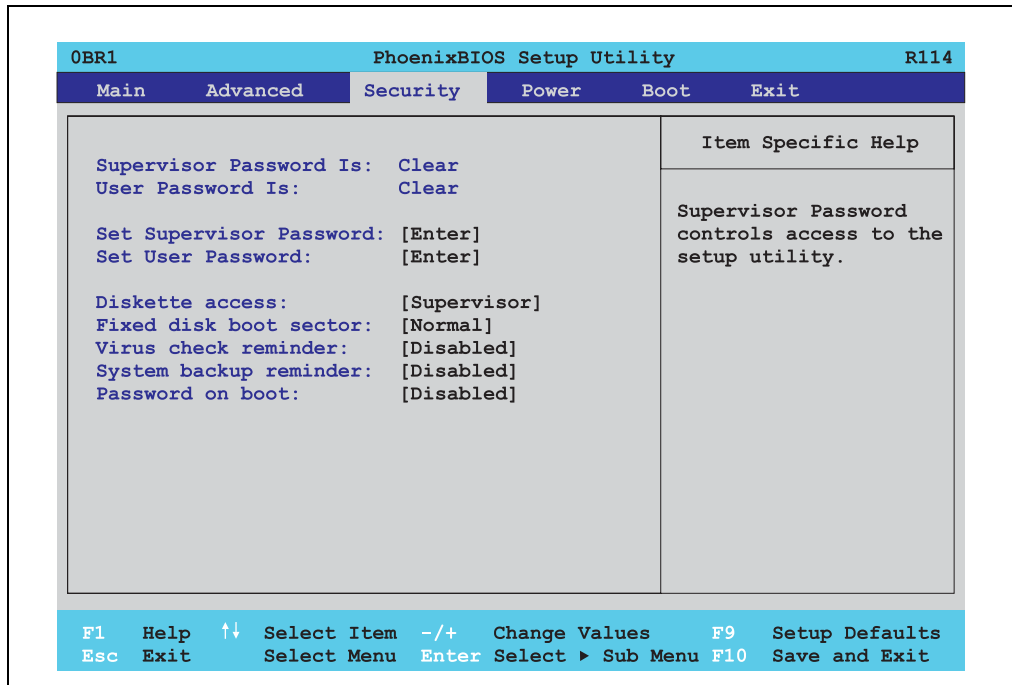 0BR1 PhoenixBIOS Setup Utility R114
Main Advanced Security Power Boot Exit
Supervisor Password Is: Clear
User Password Is: Clear
Set Supervisor Password: [Enter]
Set User Password: [Enter]
Diskette access: [Supervisor]
Fixed disk boot sector: [Normal]
Virus check reminder: [Disabled]
System backup reminder: [Disabled]
Password on boot: [Disabled]
Item Specific Help
Supervisor Password
controls access to the
setup utility.
F1 Help ↑↓ Select Item -/+ Change Values F9 Setup Defaults
Esc Exit Select Menu Enter Select ▶ Sub Menu F10 Save and Exit